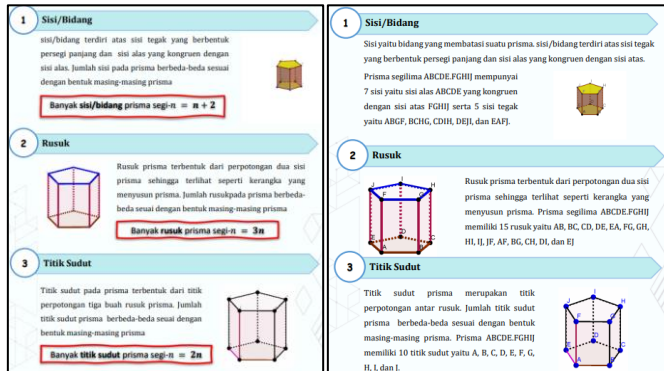 1 Sisi/Bidang
sisi/bidang terdiri atas sisi tegak yang berbentuk
persegi panjang dan sisi alas yang kongruen dengan
sisi alas. Jumlah sisi pada prisma berbeda-beda sesuai
dengan bentuk masing-masing prisma
Banyak sisi/bidang prisma segi-n = n + 2
2 Rusuk
Rusuk prisma terbentuk dari perpotongan dua sisi
prisma sehingga terlihat seperti kerangka yang
menyusun prisma. Jumlah rusukpada prisma berbeda-
beda sesuai dengan bentuk masing-masing prisma
Banyak rusuk prisma segi-n = 3n
3 Titik Sudut
Titik sudut pada prisma terbentuk dari titik
perpotongan tiga buah rusuk prisma. Jumlah
titik sudut prisma berbeda-beda sesuai dengan
bentuk masing-masing prisma
Banyak titik sudut prisma segi-n = 2n
1 Sisi/Bidang
Sisi yaitu bidang yang membatasi suatu prisma. sisi/bidang terdiri atas sisi tegak
yang berbentuk persegi panjang dan sisi alas yang kongruen dengan sisi atas.
Prisma segilima ABCDE.FGHIJ mempunyai
7 sisi yaitu sisi alas ABCDE yang kongruen
dengan sisi atas FGHIJ serta 5 sisi tegak
yaitu ABGF, BCHG, CDIH, DEJI, dan EAFJ.
2 Rusuk
J I H
F G
E D C
A B
Rusuk prisma terbentuk dari perpotongan dua sisi
prisma sehingga terlihat seperti kerangka yang
menyusun prisma. Prisma segilima ABCDE.FGHIJ
memiliki 15 rusuk yaitu AB, BC, CD, DE, EA, FG, GH,
HI, IJ, JF, AF, BG, CH, DI, dan EJ
3 Titik Sudut
Titik sudut prisma merupakan titik
perpotongan antar rusuk. Jumlah titik sudut
prisma berbeda-beda sesuai dengan bentuk
masing-masing prisma. Prisma ABCDE.FGHIJ
memiliki 10 titik sudut yaitu A, B, C, D, E, F, G,
H, I, dan J.
J I H
F G
E D C
A B